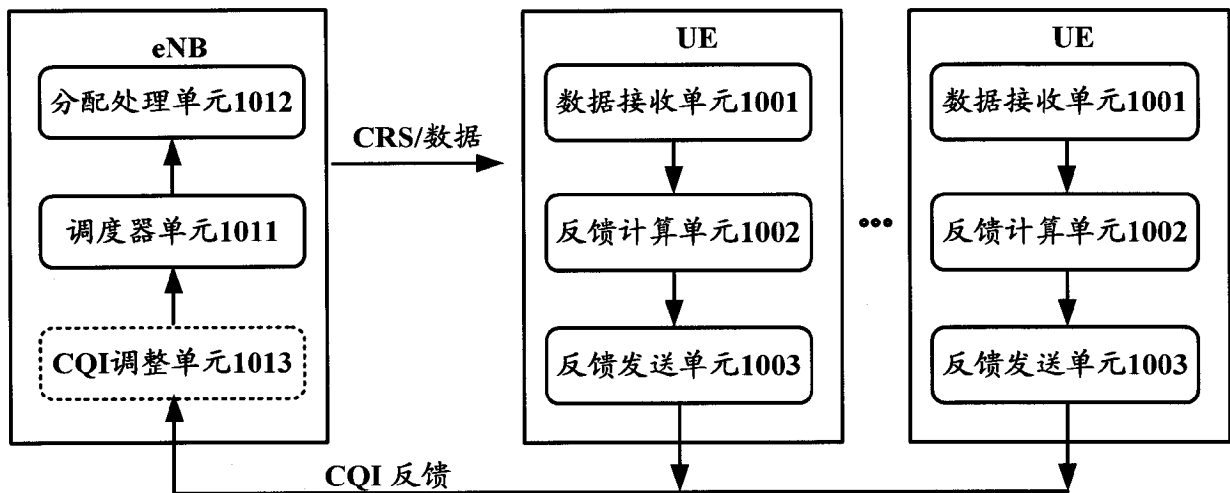 eNB
分配处理单元1012
调度器单元1011
CQI调整单元1013
CRS/数据
UE
数据接收单元1001
反馈计算单元1002
反馈发送单元1003
UE
数据接收单元1001
反馈计算单元1002
反馈发送单元1003
CQI 反馈